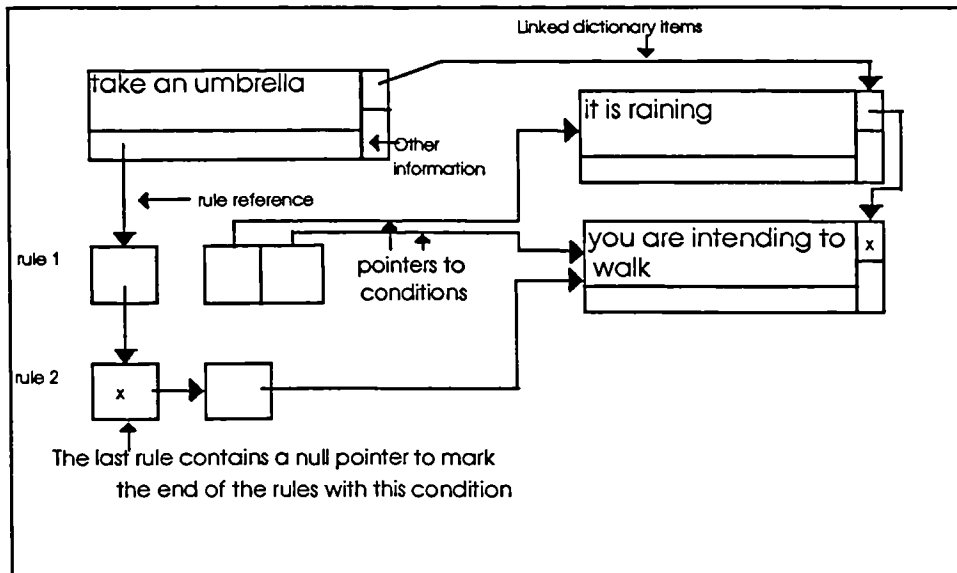 Linked dictionary items
take an umbrella
it is raining
Other
information
rule reference
you are intending to
walk
x
rule 1
pointers to
conditions
rule 2
x
The last rule contains a null pointer to mark
the end of the rules with this condition